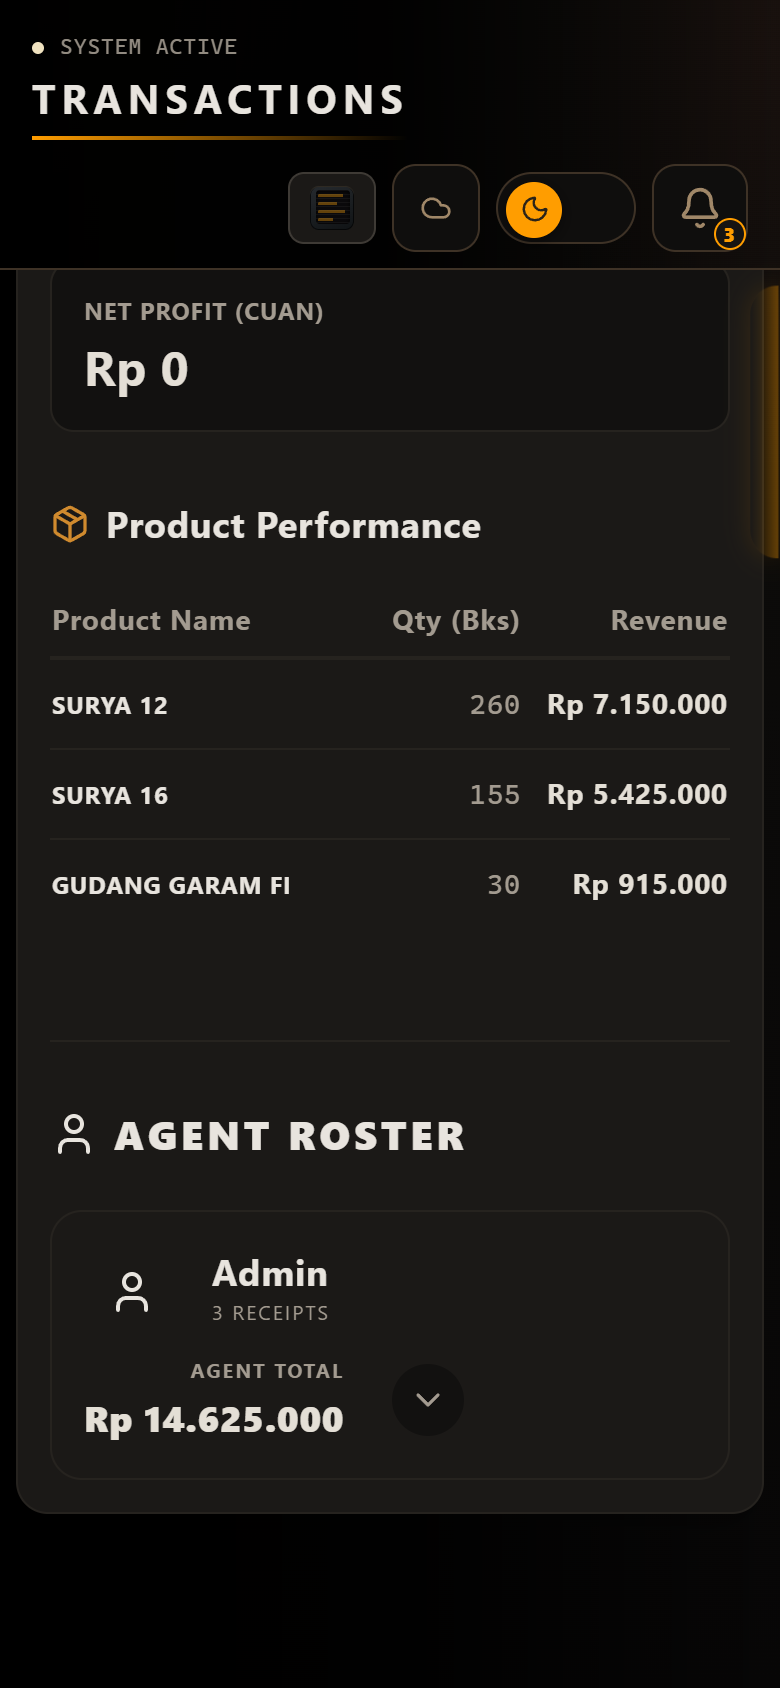 SYSTEM ACTIVE
TRANSACTIONS
3
NET PROFIT (CUAN)
Rp 0
Product Performance
Product Name Qty (Bks) Revenue
SURYA 12 260 Rp 7.150.000
SURYA 16 155 Rp 5.425.000
GUDANG GARAM FI 30 Rp 915.000
AGENT ROSTER
Admin
3 RECEIPTS
AGENT TOTAL
Rp 14.625.000